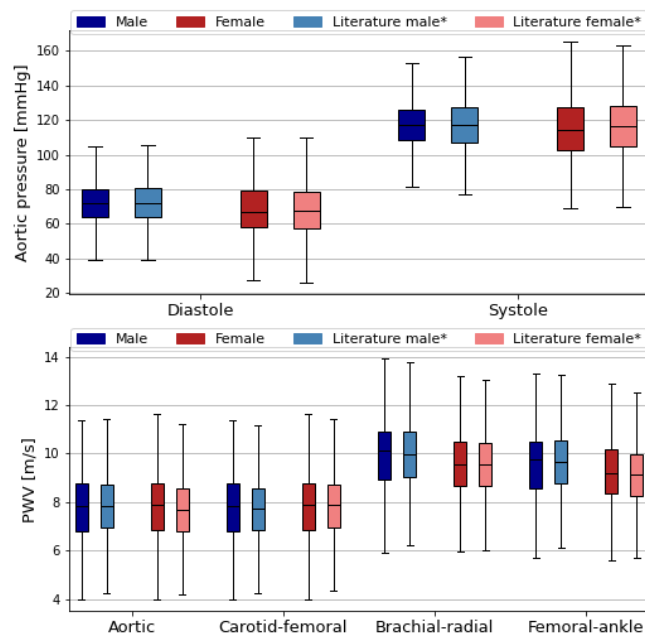 Male Female Literature male* Literature female*
Aortic pressure [mmHg]
160
140
120
100
80
60
40
20
Diastole Systole
Male Female Literature male* Literature female*
PWV [m/s]
14
12
10
8
6
4
Aortic Carotid-femoral Brachial-radial Femoral-ankle